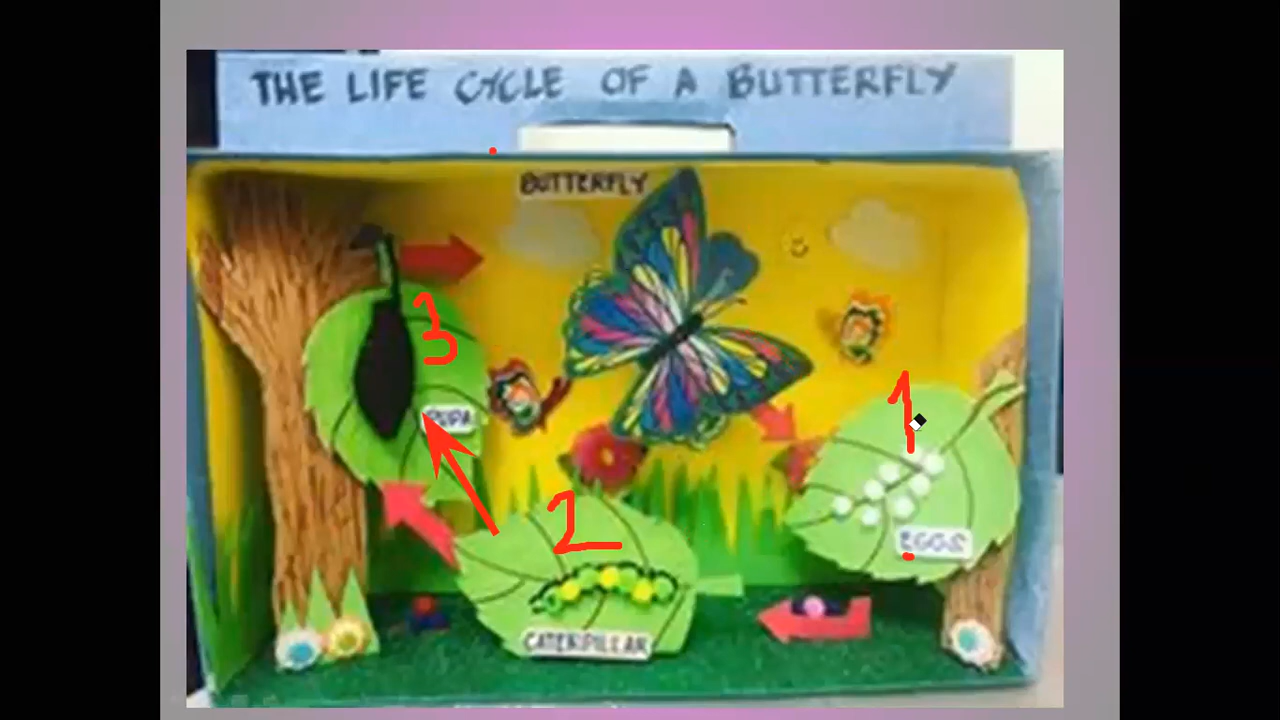 THE LIFE CYCLE OF A BUTTERFLY
BUTTERFLY
3
1
PUPA
2
EGGS
CATERPILLAR